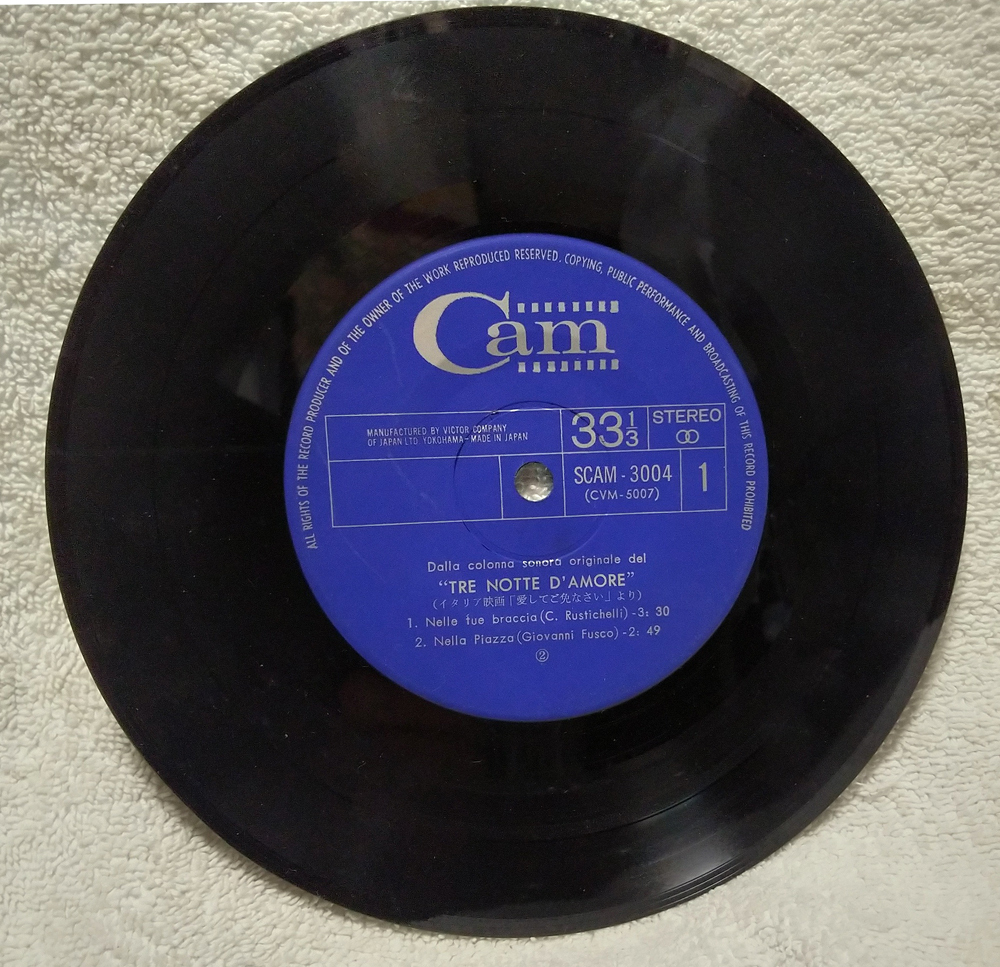 ALL RIGHTS OF THE RECORD PRODUCER AND OF THE OWNER OF THE WORK REPRODUCED RESERVED. COPYING, PUBLIC PERFORMANCE AND BROADCASTING OF THIS RECORD PROHIBITED
Cam
MANUFACTURED BY VICTOR COMPANY
OF JAPAN LTD YOKOHAMA-MADE IN JAPAN
33 1/3
STEREO
SCAM-3004
(CVM-5007)
1
Dalla colonna sonora originale del
“TRE NOTTE D'AMORE”
(イタリア映画「愛してご免なさい」より)
1. Nelle tue braccia (C. Rustichelli) -3: 30
2. Nella Piazza (Giovanni Fusco) -2: 49
②